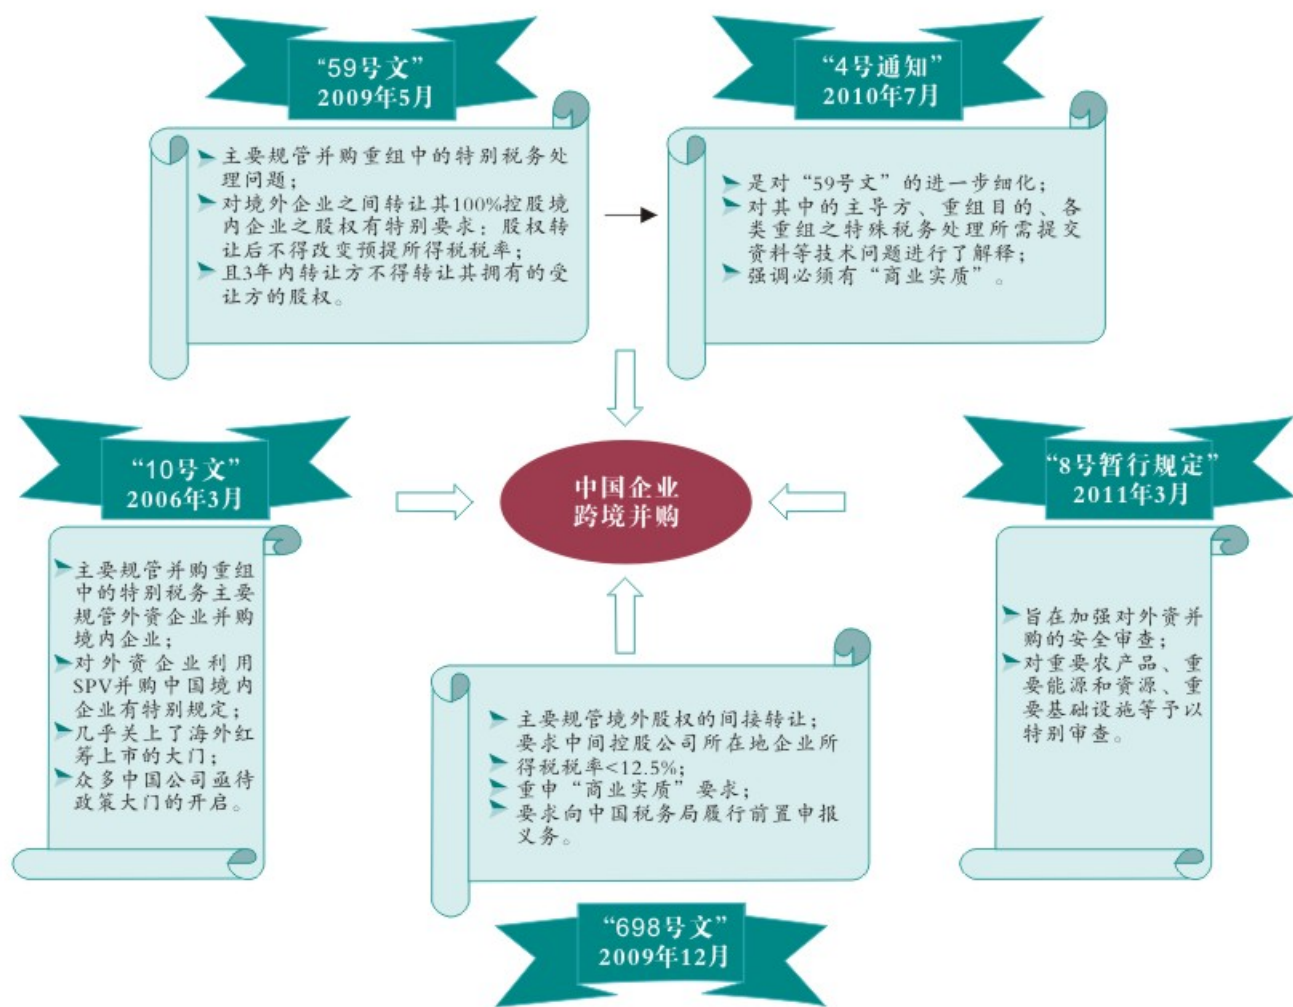 “59号文”
2009年5月
主要规管并购重组中的特别税务处
理问题；
对境外企业之间转让其100%控股境
内企业之股权有特别要求：股权转
让后不得改变预提所得税税率；
且3年内转让方不得转让其拥有的受
让方的股权。
“4号通知”
2010年7月
是对“59号文”的进一步细化；
对其中的主导方、重组目的、各
类重组之特殊税务处理所需提交
资料等技术问题进行了解释；
强调必须有“商业实质”。
“10号文”
2006年3月
主要规管并购重组
中的特别税务主要
规管外资企业并购
境内企业；
对外资企业利用
SPV并购中国境内
企业有特别规定；
几乎关上了海外红
筹上市的大门；
众多中国公司亟待
政策大门的开启。
中国企业
跨境并购
“8号暂行规定”
2011年3月
旨在加强对外资并
购的安全审查；
对重要农产品、重
要能源和资源、重
要基础设施等予以
特别审查。
主要规管境外股权的间接转让；
要求中间控股公司所在地企业所
得税税率<12.5%；
重申“商业实质”要求；
要求向中国税务局履行前置申报
义务。
“698号文”
2009年12月